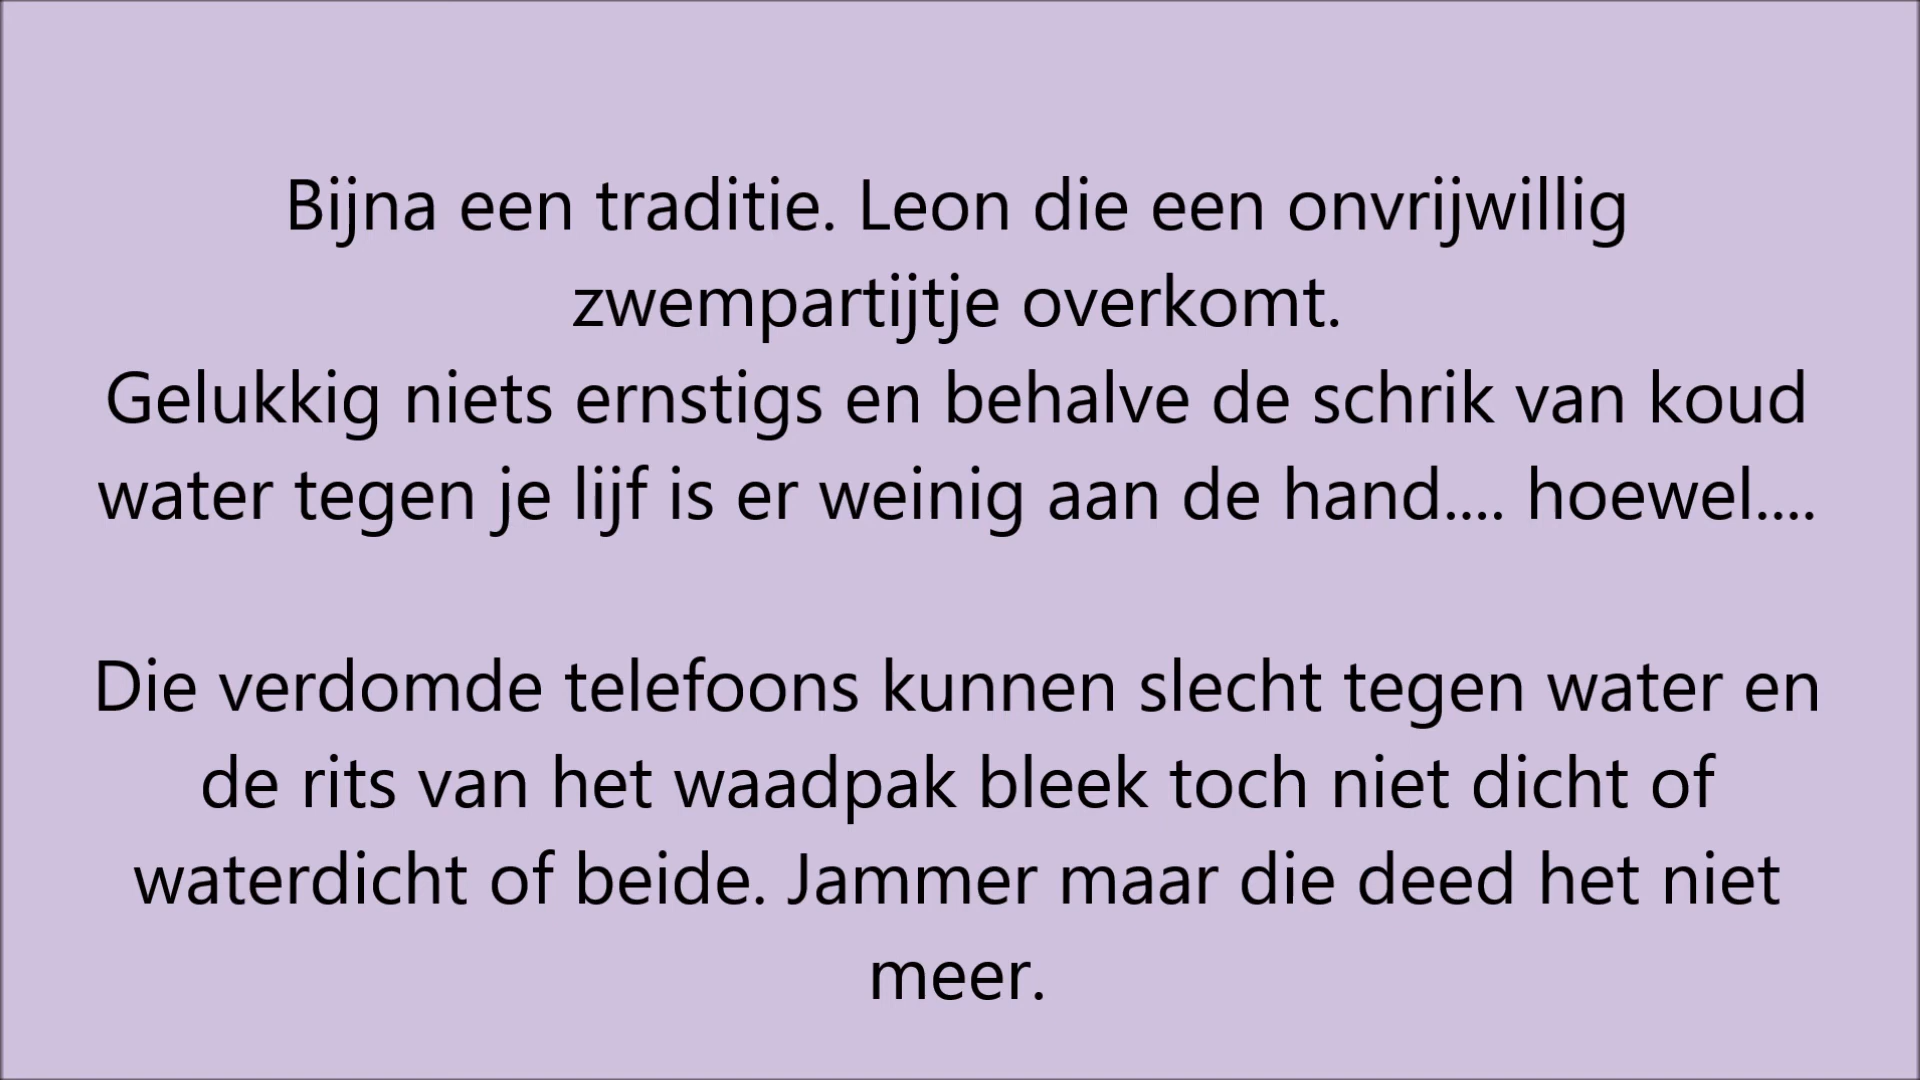 Bijna een traditie. Leon die een onvrijwillig
zwempartijtje overkomt.
Gelukkig niets ernstigs en behalve de schrik van koud
water tegen je lijf is er weinig aan de hand.... hoewel....
Die verdomde telefoons kunnen slecht tegen water en
de rits van het waadpak bleek toch niet dicht of
waterdicht of beide. Jammer maar die deed het niet
meer.